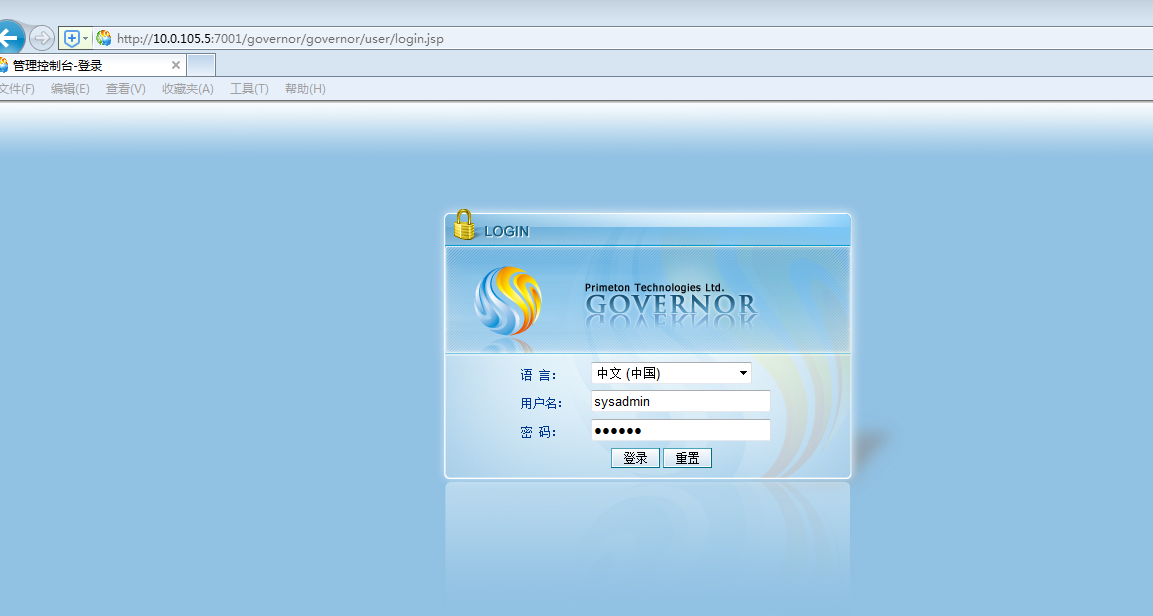 http://10.0.105.5:7001/governor/governor/user/login.jsp
管理控制台-登录
文件(F) 编辑(E) 查看(V) 收藏夹(A) 工具(T) 帮助(H)
LOGIN
Primeton Technologies Ltd.
GOVERNOR
语 言: 中文 (中国)
用户名: sysadmin
密 码: ●●●●●●
登录 重置